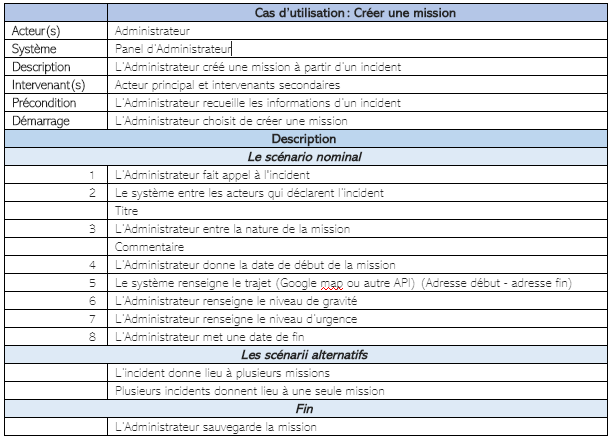 Cas d'utilisation : Créer une mission
Acteur(s) Administrateur
Système Panel d'Administrateur
Description L'Administrateur créé une mission à partir d'un incident
Intervenant(s) Acteur principal et intervenants secondaires
Précondition L'Administrateur recueille les informations d'un incident
Démarrage L'Administrateur choisit de créer une mission
Description
Le scénario nominal
1 L'Administrateur fait appel à l'incident
2 Le système entre les acteurs qui déclarent l'incident
Titre
3 L'Administrateur entre la nature de la mission
Commentaire
4 L'Administrateur donne la date de début de la mission
5 Le système renseigne le trajet (Google map ou autre API) (Adresse début - adresse fin)
6 L'Administrateur renseigne le niveau de gravité
7 L'Administrateur renseigne le niveau d'urgence
8 L'Administrateur met une date de fin
Les scénarii alternatifs
L'incident donne lieu à plusieurs missions
Plusieurs incidents donnent lieu à une seule mission
Fin
L'Administrateur sauvegarde la mission